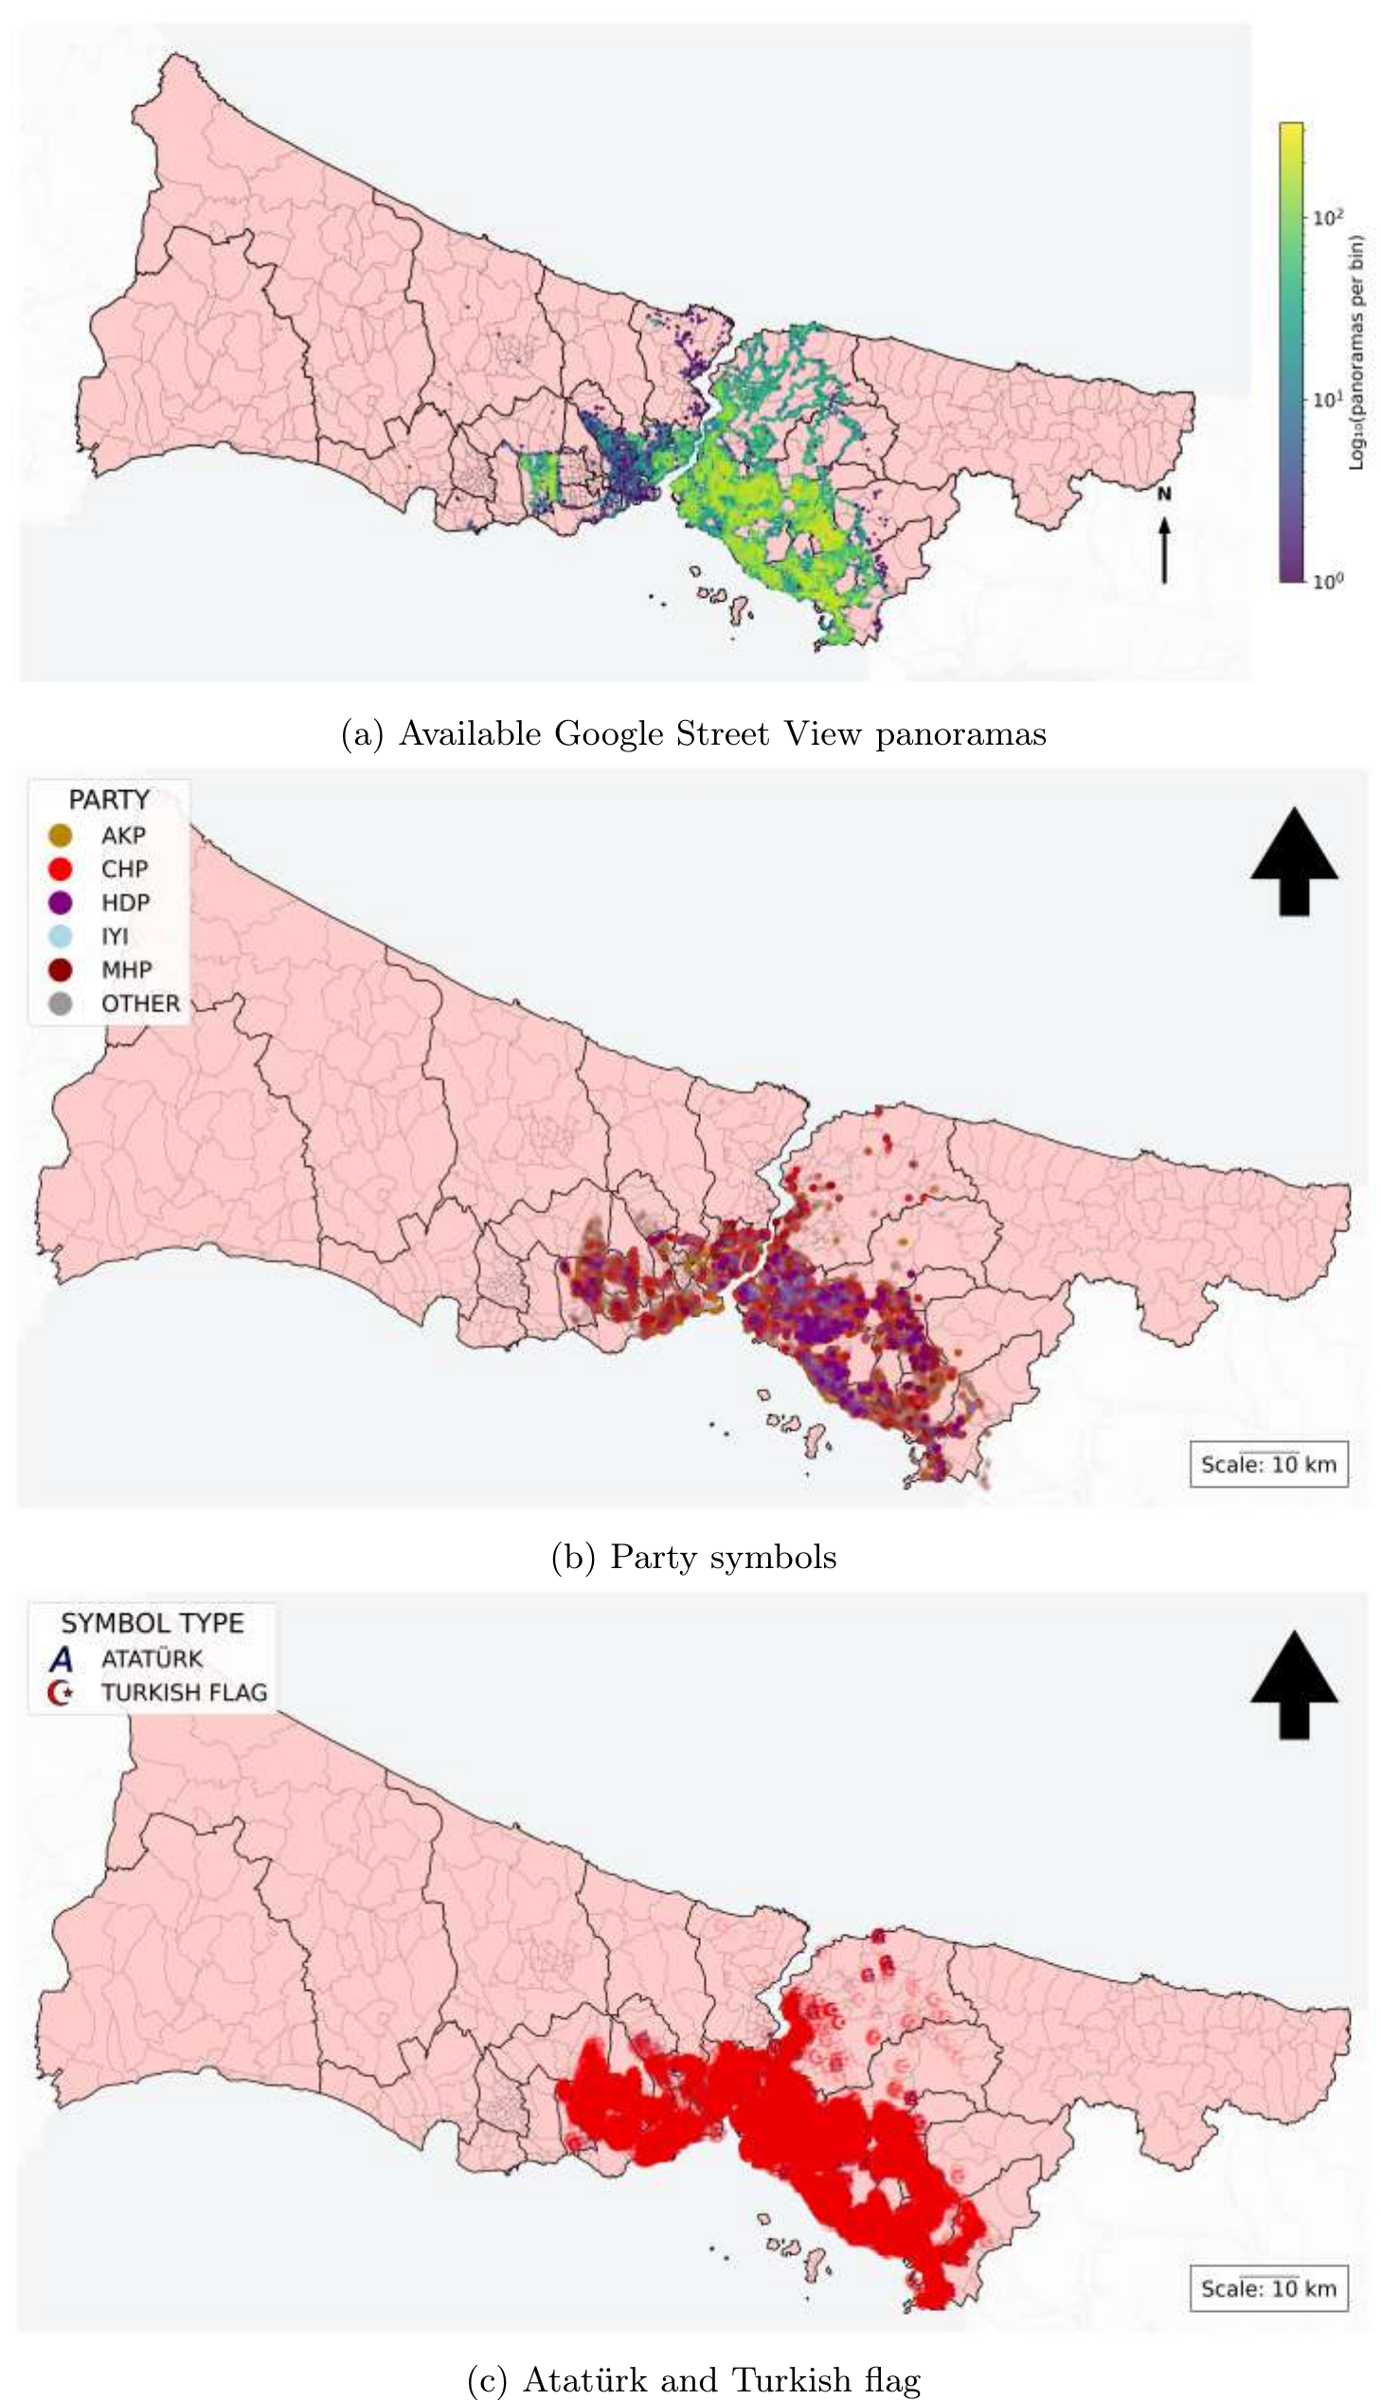 10²
10¹
10⁰
Log₁₀(panoramas per bin)
N
(a) Available Google Street View panoramas
PARTY
AKP
CHP
HDP
IYI
MHP
OTHER
Scale: 10 km
(b) Party symbols
SYMBOL TYPE
A ATATÜRK
TURKISH FLAG
Scale: 10 km
(c) Atatürk and Turkish flag